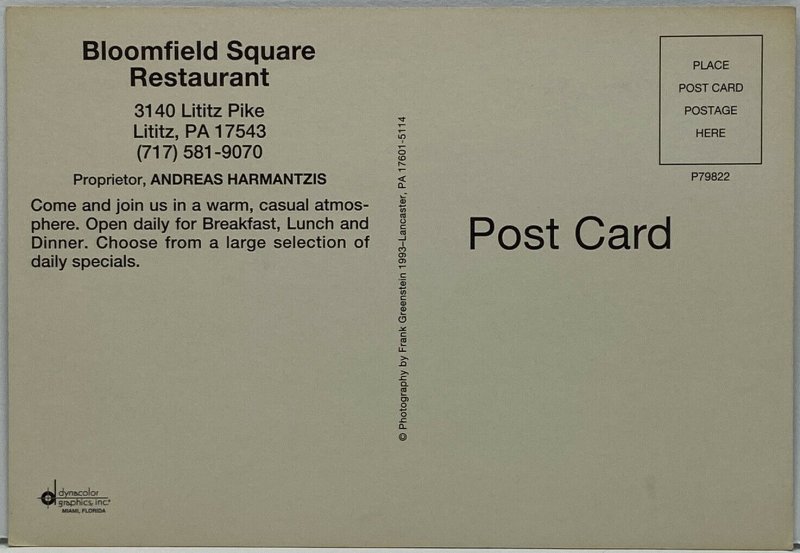 Bloomfield Square
Restaurant
3140 Lititz Pike
Lititz, PA 17543
(717) 581-9070
Proprietor, ANDREAS HARMANTZIS
Come and join us in a warm, casual atmos-
phere. Open daily for Breakfast, Lunch and
Dinner. Choose from a large selection of
daily specials.
dynacolor
graphics, inc.
MIAMI, FLORIDA
© Photography by Frank Greenstein 1993–Lancaster, PA 17601-5114
PLACE
POST CARD
POSTAGE
HERE
P79822
Post Card